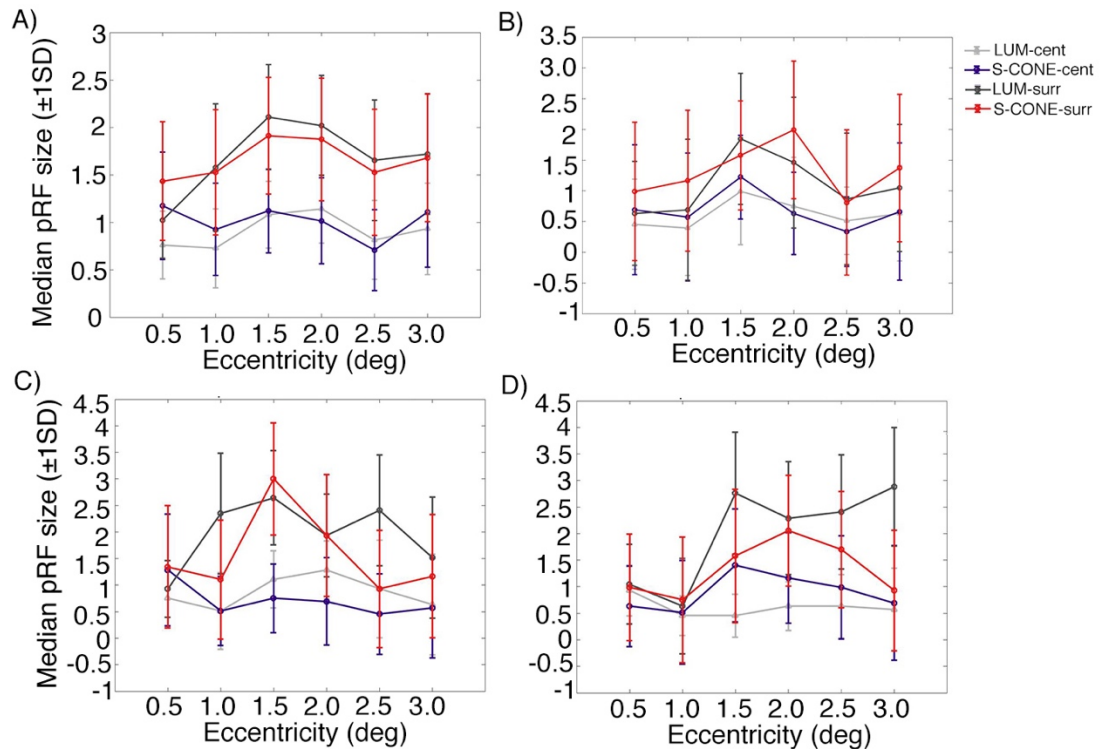 A)
Median pRF size (±1SD)
3
2.5
2
1.5
1
0.5
0
0.5 1.0 1.5 2.0 2.5 3.0
Eccentricity (deg)
B)
3.5
3.0
2.5
2
1.5
1
0.5
0
-0.5
-1
0.5 1.0 1.5 2.0 2.5 3.0
Eccentricity (deg)
LUM-cent
S-CONE-cent
LUM-surr
S-CONE-surr
C)
Median pRF size (±1SD)
4.5
4
3.5
3
2.5
2
1.5
1
0.5
0
-0.5
-1
0.5 1.0 1.5 2.0 2.5 3.0
Eccentricity (deg)
D)
4.5
4
3.5
3
2.5
2
1.5
1
0.5
0
-0.5
-1
0.5 1.0 1.5 2.0 2.5 3.0
Eccentricity (deg)